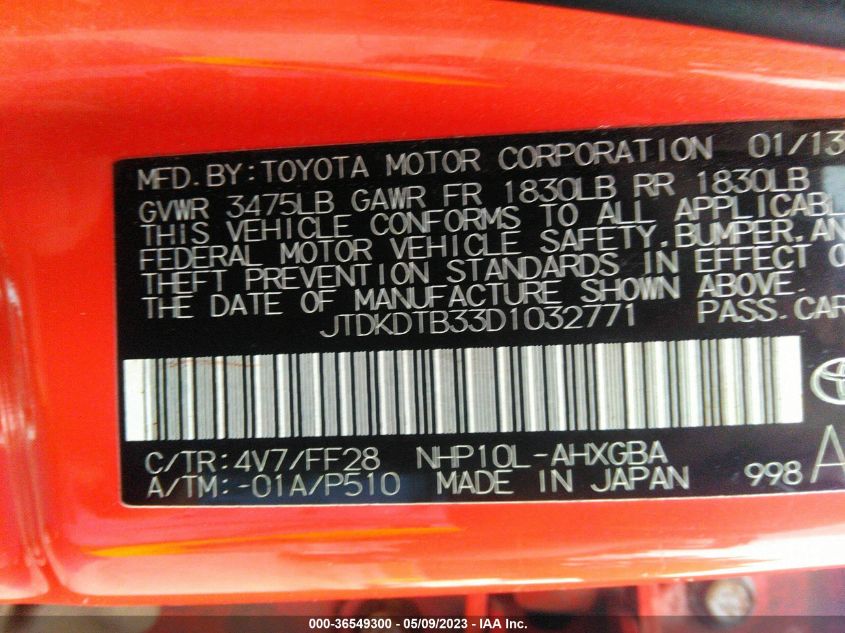 MFD. BY: TOYOTA MOTOR CORPORATION 01/13
GVWR 3475LB GAWR FR 1830LB RR 1830LB
THIS VEHICLE CONFORMS TO ALL APPLICABL
FEDERAL MOTOR VEHICLE SAFETY, BUMPER, AN
THEFT PREVENTION STANDARDS IN EFFECT O
THE DATE OF MANUFACTURE SHOWN ABOVE.
JTDKDTB33D1032771 PASS. CAR
C/TR: 4V7/FF28 NHP10L-AHXGBA
A/TM: -01A/P510 MADE IN JAPAN 998 A
000-36549300 — 05/09/2023 — IAA Inc.